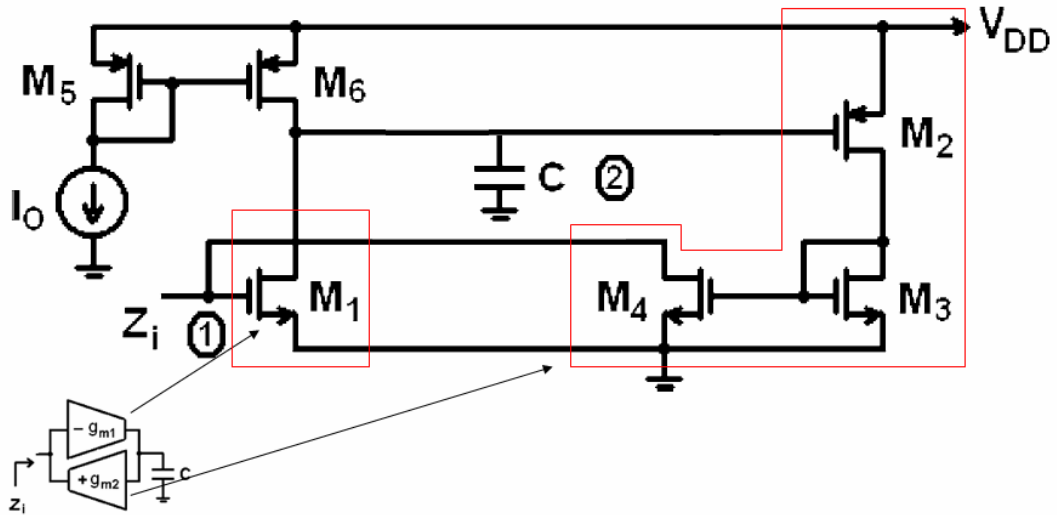 V_DD
M_5
M_6
M_2
C ②
I_O
M_1
M_4
M_3
Z_i ①
− g_m1
+ g_m2
C
z_i